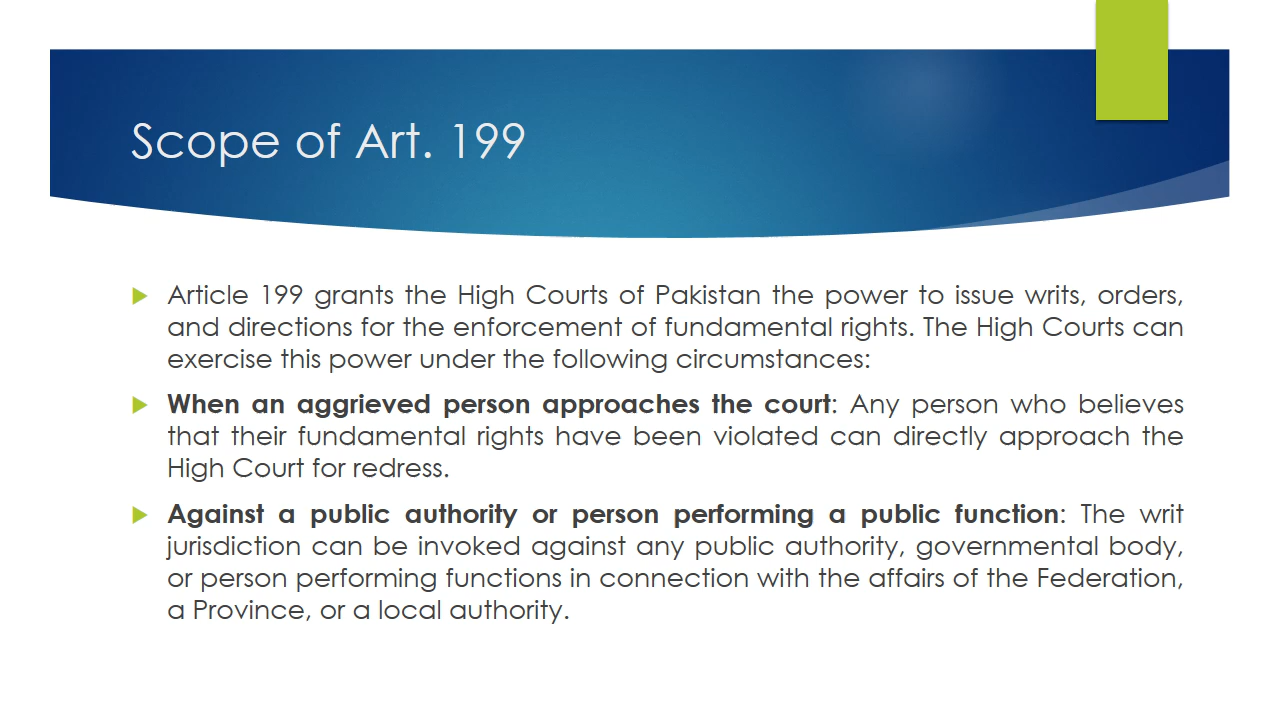 Scope of Art. 199
Article 199 grants the High Courts of Pakistan the power to issue writs, orders,
and directions for the enforcement of fundamental rights. The High Courts can
exercise this power under the following circumstances:
When an aggrieved person approaches the court: Any person who believes
that their fundamental rights have been violated can directly approach the
High Court for redress.
Against a public authority or person performing a public function: The writ
jurisdiction can be invoked against any public authority, governmental body,
or person performing functions in connection with the affairs of the Federation,
a Province, or a local authority.